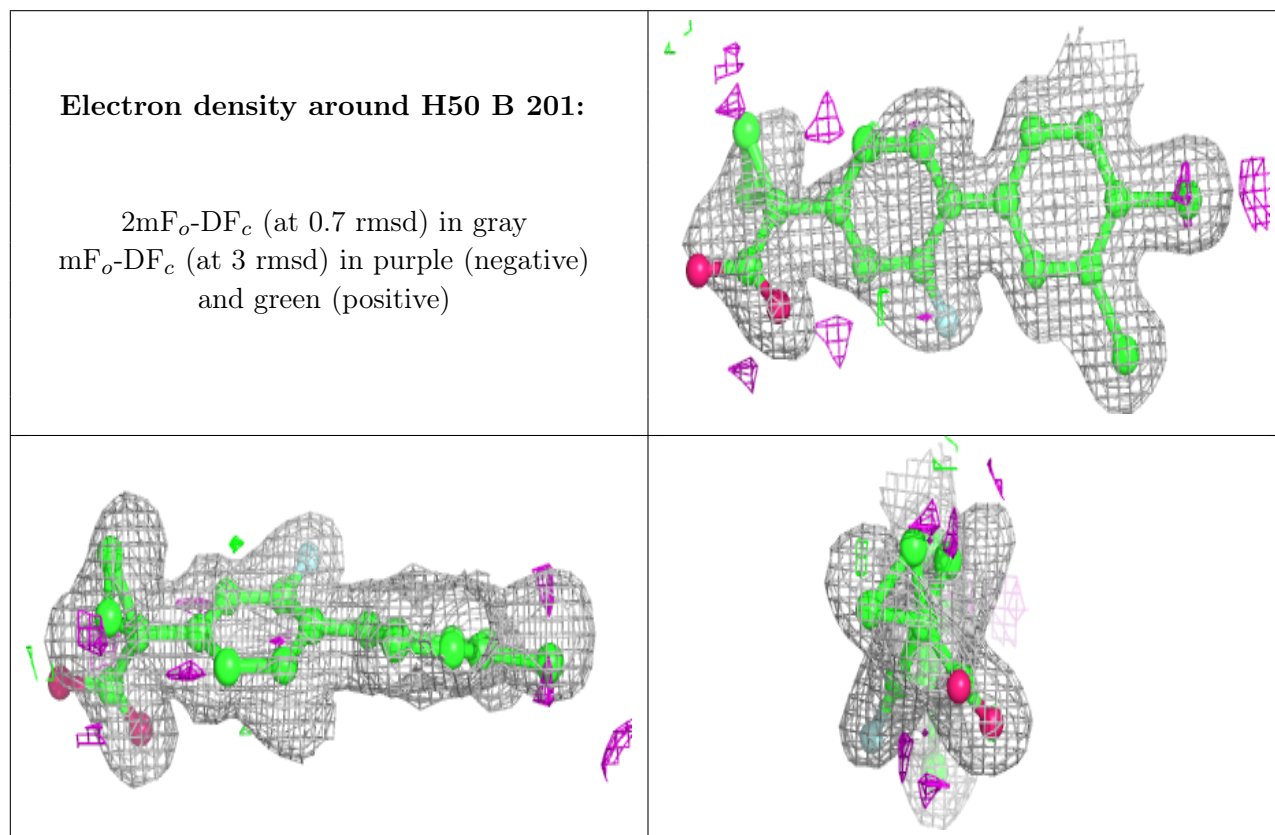 Electron density around H50 B 201:
2mFo-DFc (at 0.7 rmsd) in gray
mFo-DFc (at 3 rmsd) in purple (negative)
and green (positive)